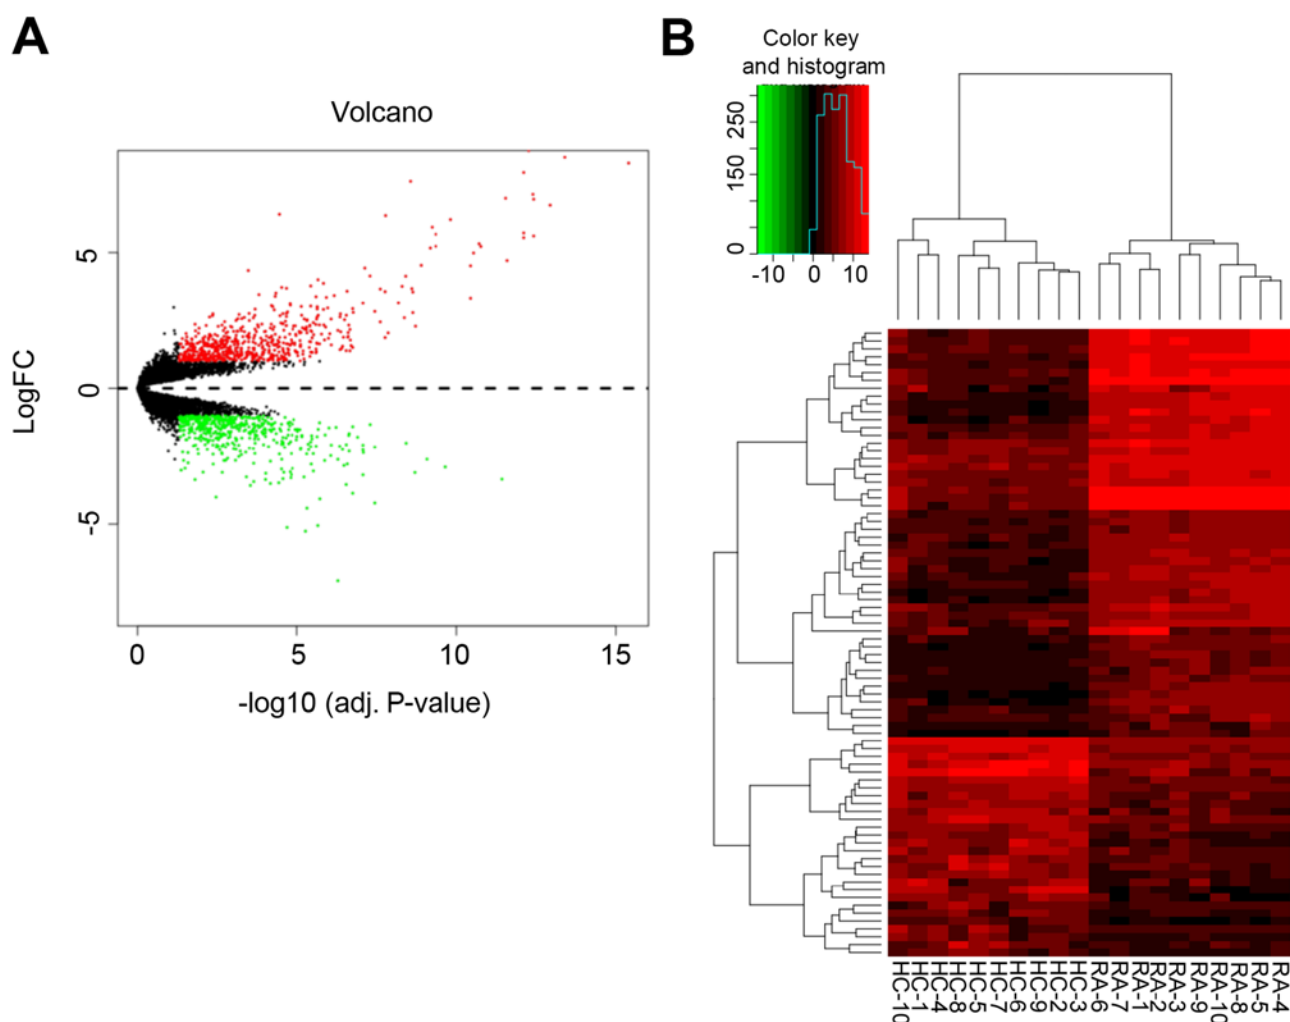 A
Volcano
5
0
-5
LogFC
0 5 10 15
-log10 (adj. P-value)
B
Color key
and histogram
250
150
0
-10 0 10
HC-10
HC-1
HC-4
HC-8
HC-5
HC-7
HC-6
HC-9
HC-2
HC-3
RA-6
RA-7
RA-1
RA-2
RA-3
RA-9
RA-10
RA-8
RA-5
RA-4